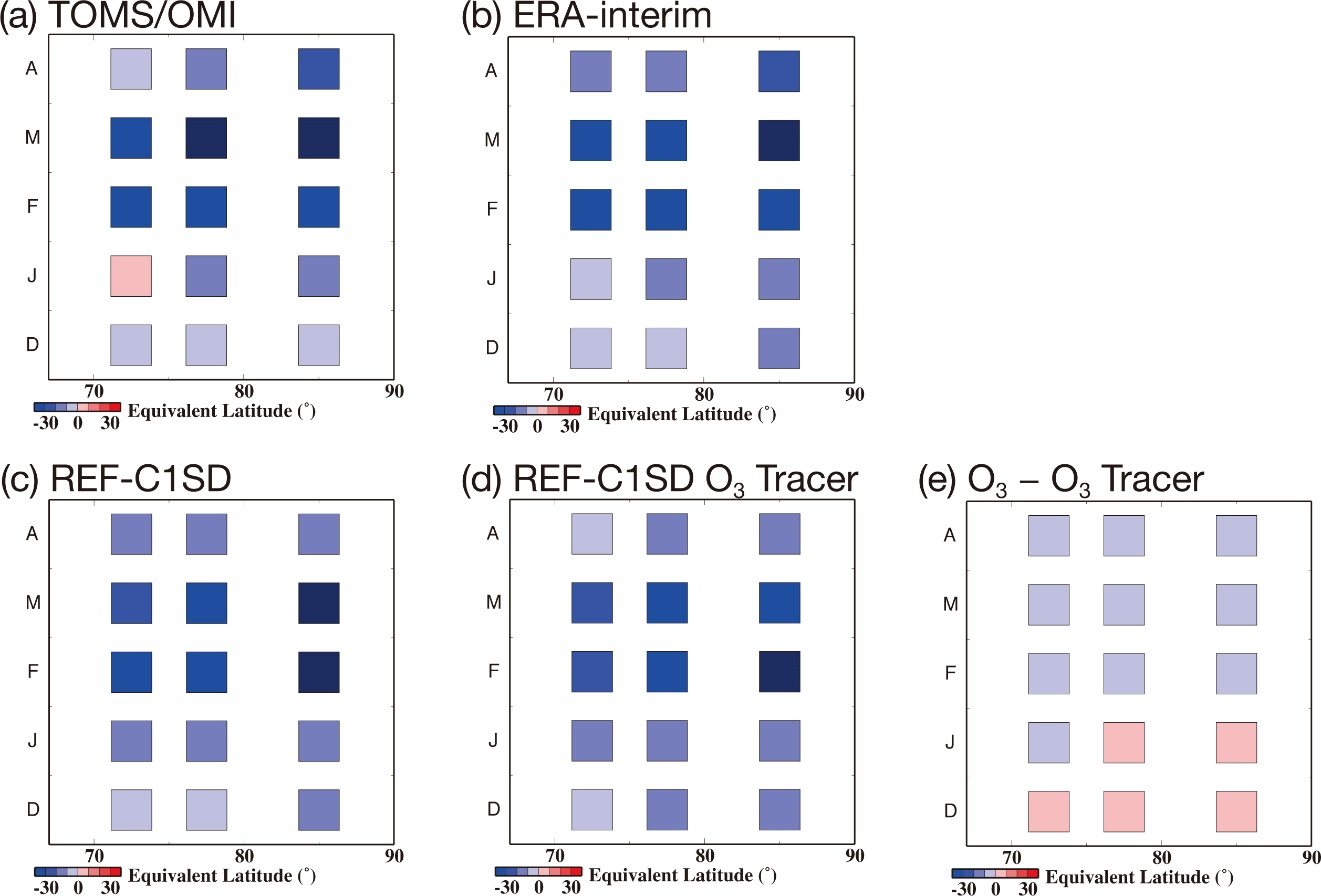 (a) TOMS/OMI
A
M
F
J
D
70 80 90
-30 0 30 Equivalent Latitude (°)
(b) ERA-interim
A
M
F
J
D
70 80 90
-30 0 30 Equivalent Latitude (°)
(c) REF-C1SD
A
M
F
J
D
70 80 90
-30 0 30 Equivalent Latitude (°)
(d) REF-C1SD O₃ Tracer
A
M
F
J
D
70 80 90
-30 0 30 Equivalent Latitude (°)
(e) O₃ – O₃ Tracer
A
M
F
J
D
70 80 90
-30 0 30 Equivalent Latitude (°)